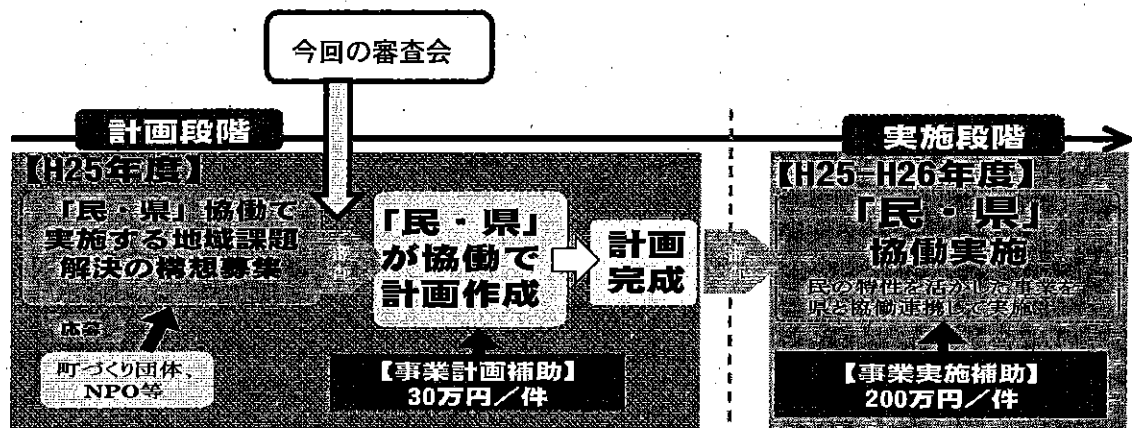 今回の審査会
計画段階
【H25年度】
「民・県」協働で
実施する地域課題
解決の構想募集
応募
町づくり団体、
NPO等
「民・県」
が協働で
計画作成
計画
完成
【事業計画補助】
30万円／件
実施段階
【H25-H26年度】
「民・県」
協働実施
民の特性を活かした事業を
県と協働連携して実施
【事業実施補助】
200万円／件